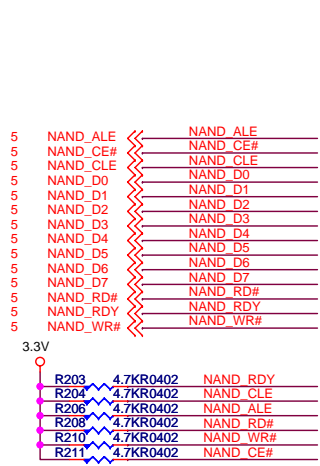 5 NAND_ALE NAND_ALE
5 NAND_CE# NAND_CE#
5 NAND_CLE NAND_CLE
5 NAND_D0 NAND_D0
5 NAND_D1 NAND_D1
5 NAND_D2 NAND_D2
5 NAND_D3 NAND_D3
5 NAND_D4 NAND_D4
5 NAND_D5 NAND_D5
5 NAND_D6 NAND_D6
5 NAND_D7 NAND_D7
5 NAND_RD# NAND_RD#
5 NAND_RDY NAND_RDY
5 NAND_WR# NAND_WR#
3.3V
R203 4.7KR0402 NAND_RDY
R204 4.7KR0402 NAND_CLE
R206 4.7KR0402 NAND_ALE
R208 4.7KR0402 NAND_RD#
R210 4.7KR0402 NAND_WR#
R211 4.7KR0402 NAND_CE#